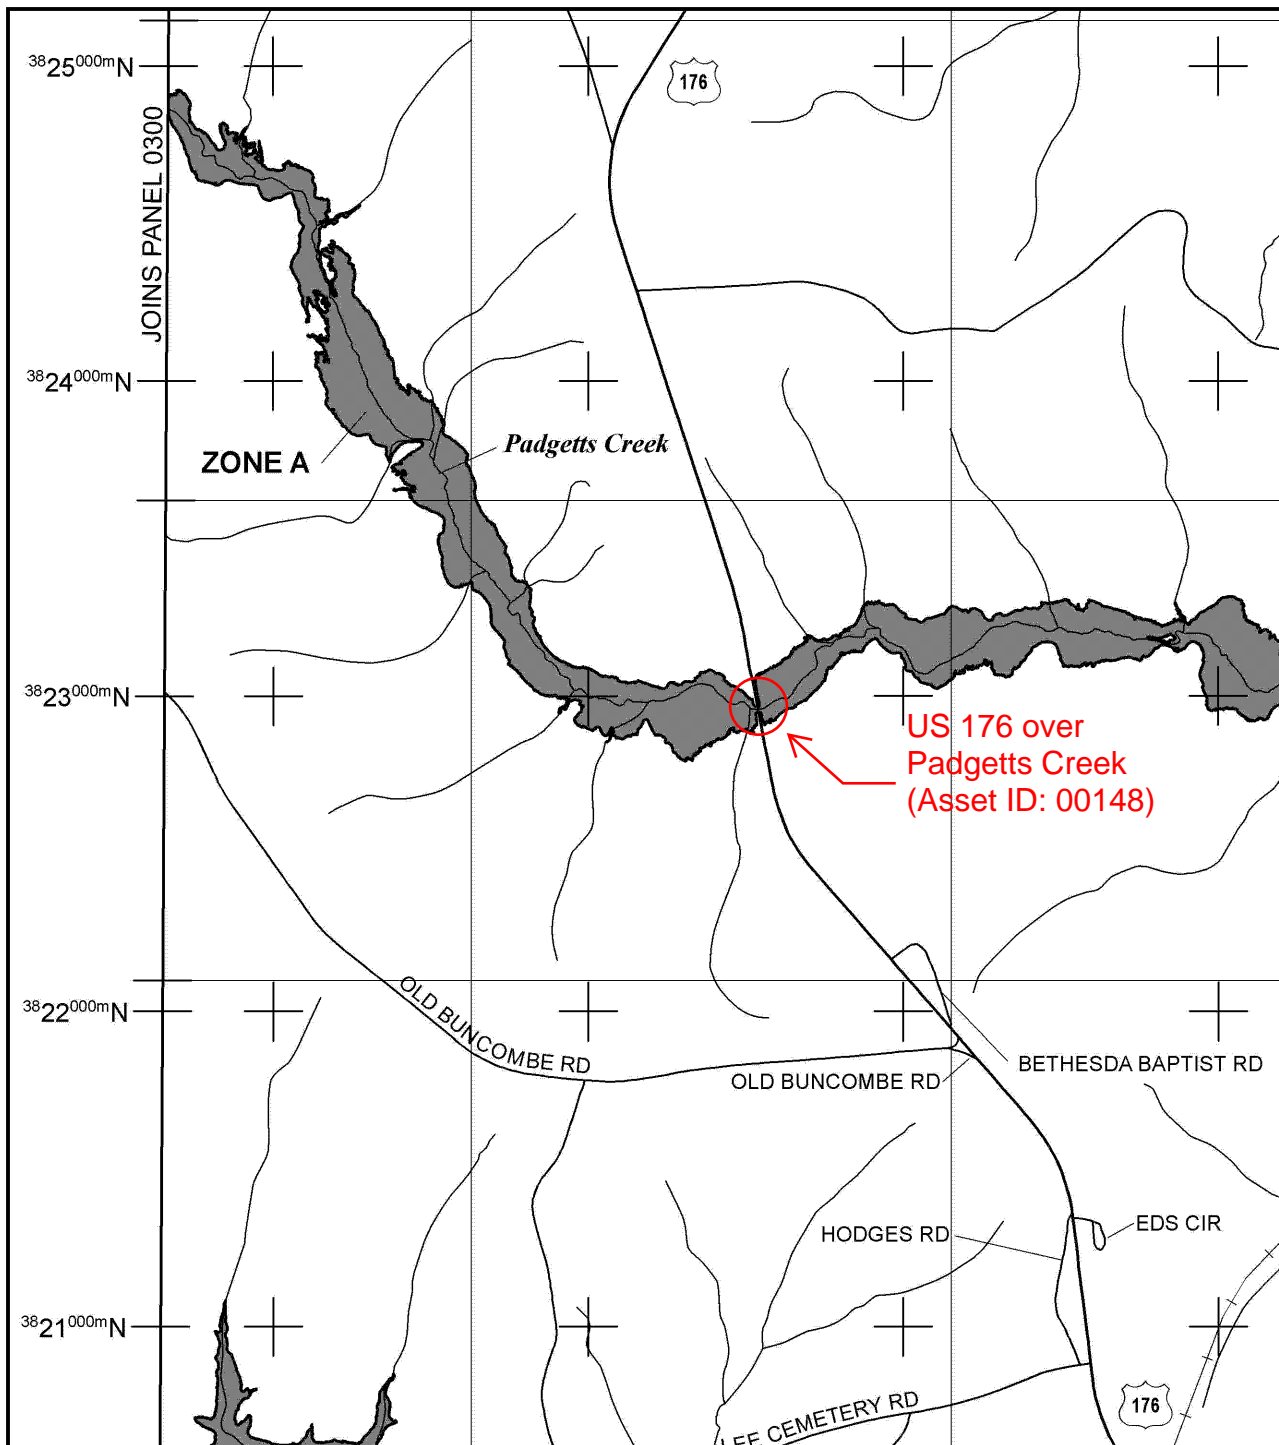 3825000mN
176
JOINS PANEL 0300
3824000mN
ZONE A
Padgetts Creek
3823000mN
US 176 over
Padgetts Creek
(Asset ID: 00148)
3822000mN
OLD BUNCOMBE RD
OLD BUNCOMBE RD
BETHESDA BAPTIST RD
HODGES RD
EDS CIR
3821000mN
176
LEE CEMETERY RD